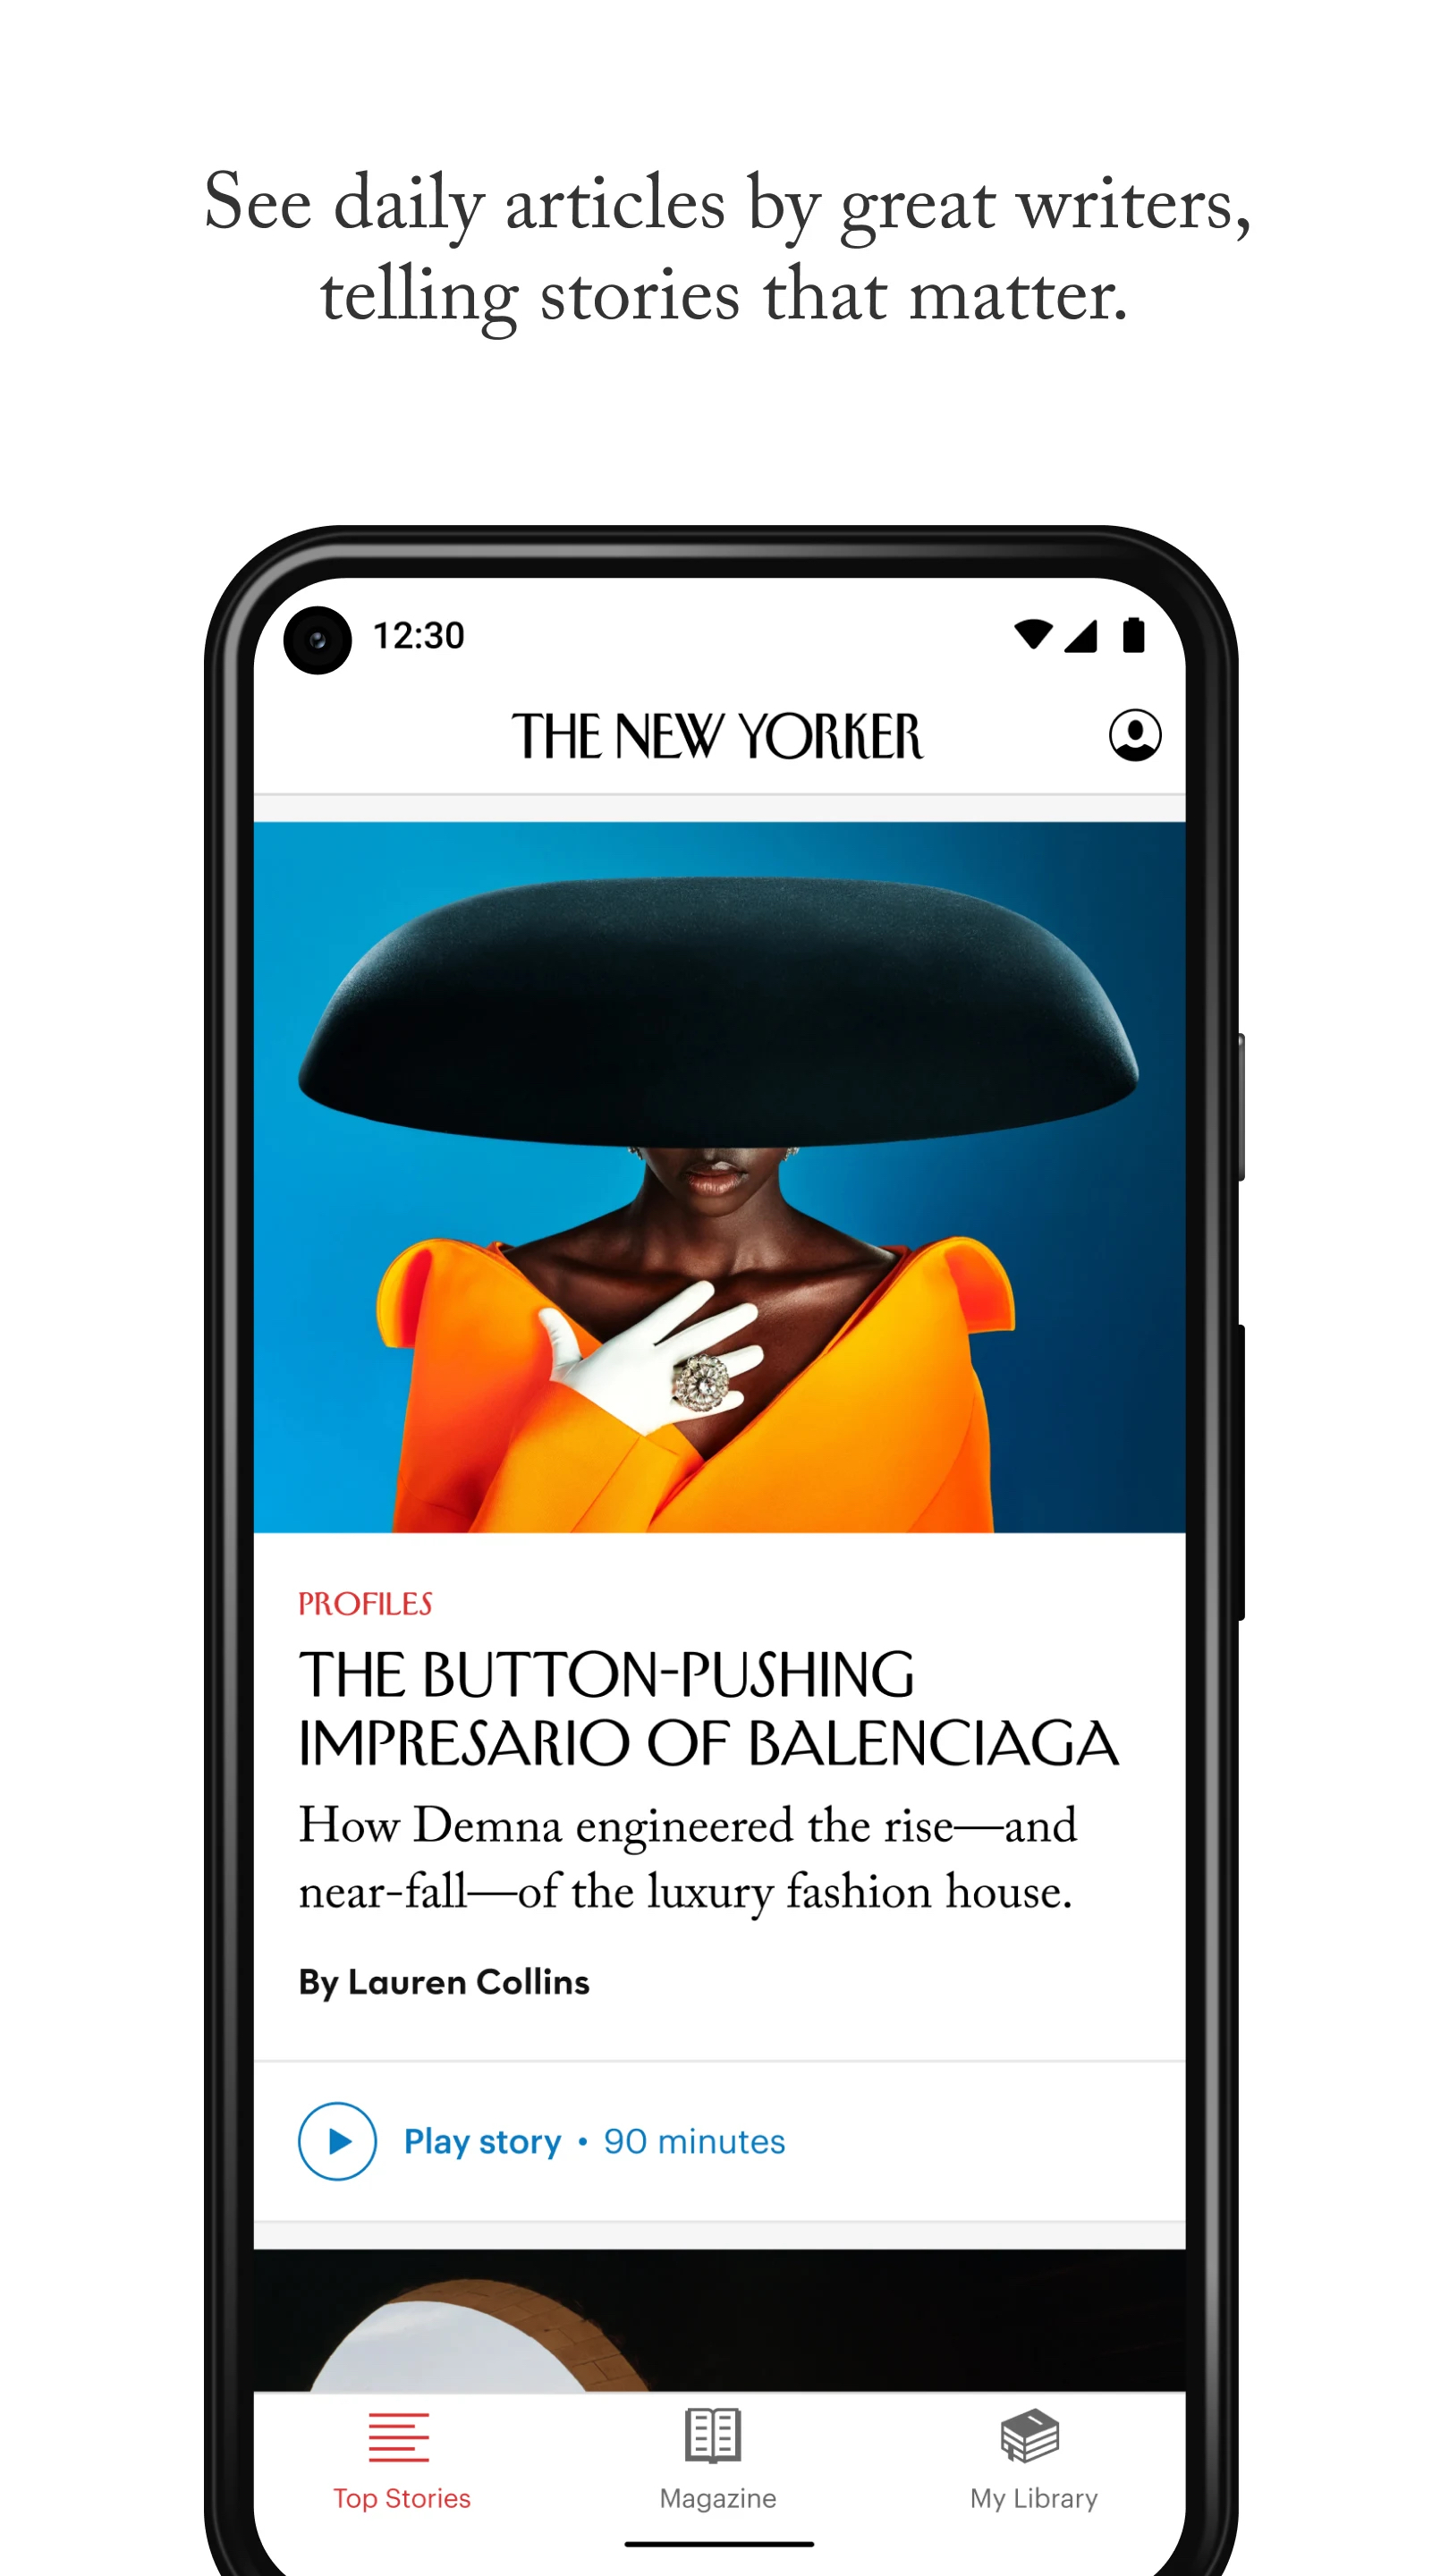 See daily articles by great writers,
telling stories that matter.
12:30
THE NEW YORKER
PROFILES
THE BUTTON-PUSHING
IMPRESARIO OF BALENCIAGA
How Demna engineered the rise—and
near-fall—of the luxury fashion house.
By Lauren Collins
Play story • 90 minutes
Top Stories
Magazine
My Library